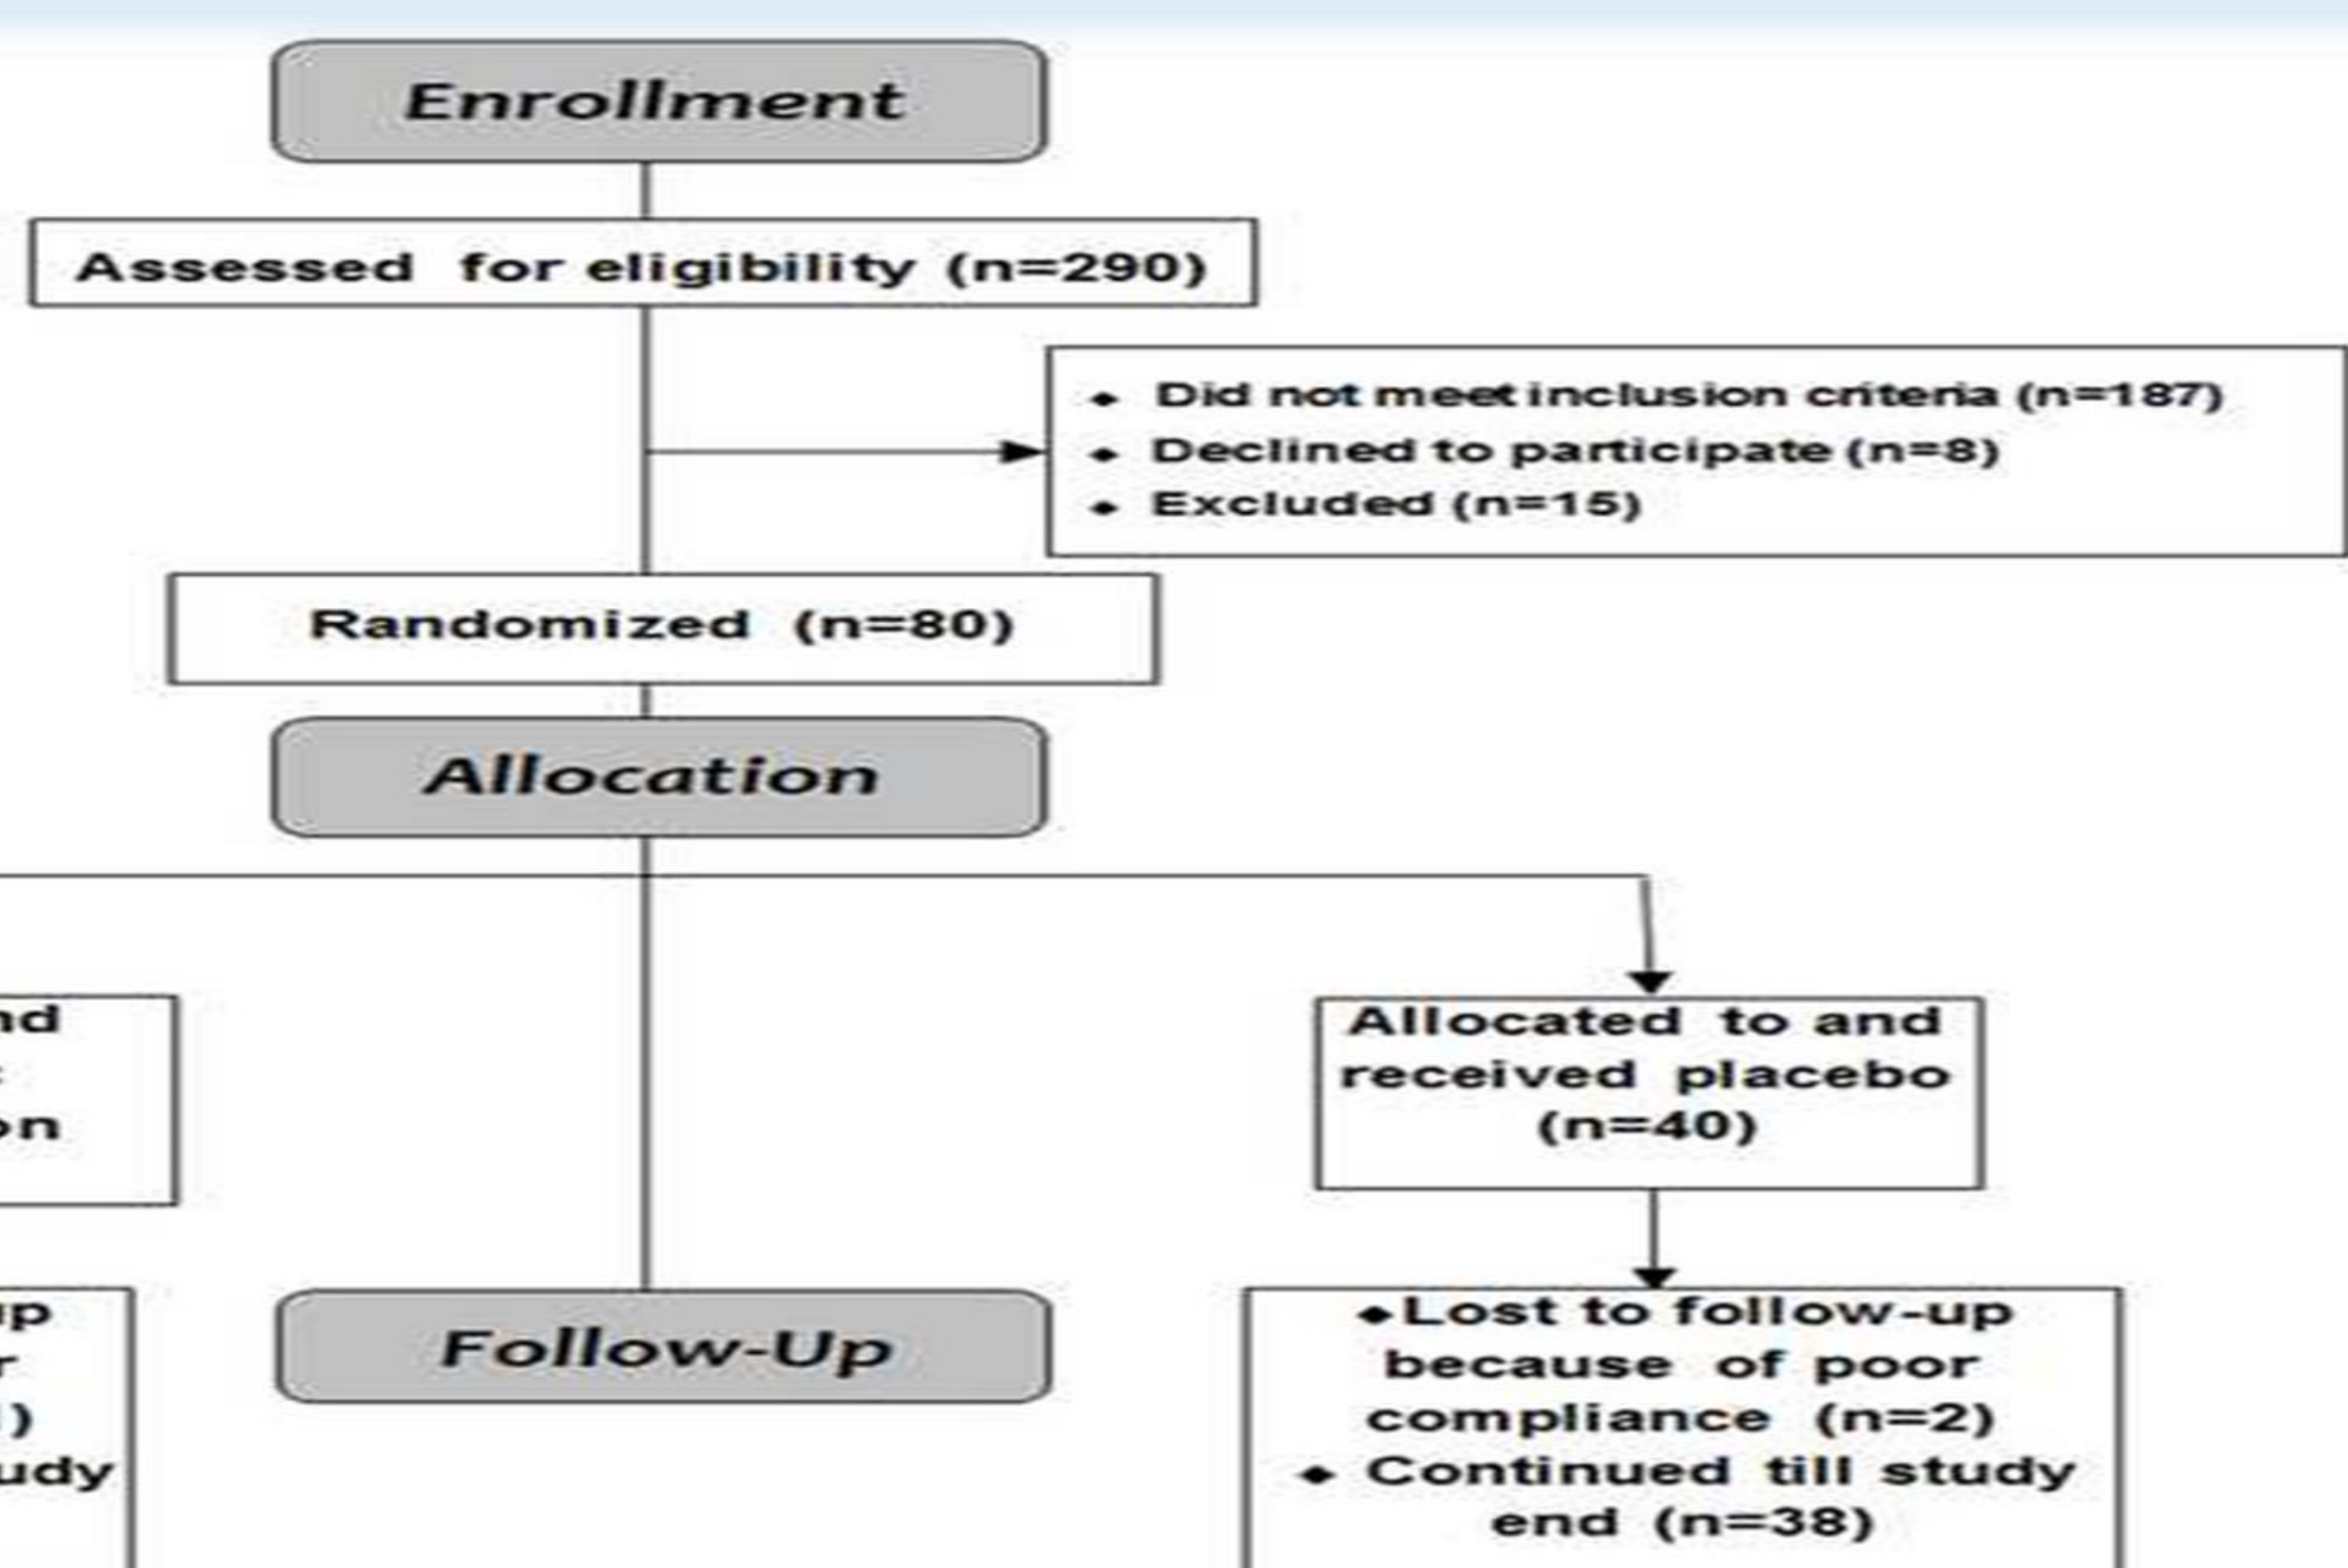 Enrollment
Assessed for eligibility (n=290)
◆ Did not meet inclusion criteria (n=187)
◆ Declined to participate (n=8)
◆ Excluded (n=15)
Randomized (n=80)
Allocation
Allocated to and
received placebo
(n=40)
Follow-Up
◆Lost to follow-up
because of poor
compliance (n=2)
◆ Continued till study
end (n=38)